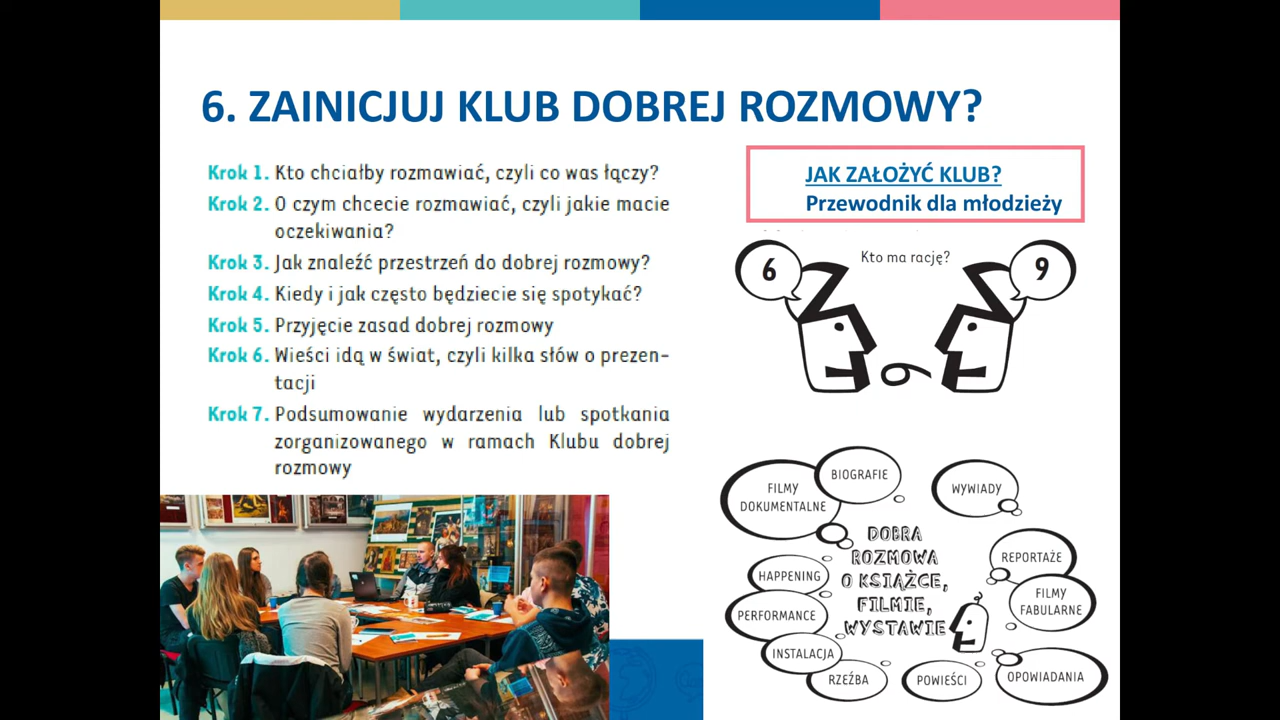 6. ZAINICJUJ KLUB DOBREJ ROZMOWY?
Krok 1. Kto chciałby rozmawiać, czyli co was łączy?
Krok 2. O czym chcecie rozmawiać, czyli jakie macie
oczekiwania?
Krok 3. Jak znaleźć przestrzeń do dobrej rozmowy?
Krok 4. Kiedy i jak często będziecie się spotykać?
Krok 5. Przyjęcie zasad dobrej rozmowy
Krok 6. Wieści idą w świat, czyli kilka słów o prezen-
tacji
Krok 7. Podsumowanie wydarzenia lub spotkania
zorganizowanego w ramach Klubu dobrej
rozmowy
JAK ZAŁOŻYĆ KLUB?
Przewodnik dla młodzieży
Kto ma rację?
6
9
6
BIOGRAFIE
FILMY
DOKUMENTALNE
WYWIADY
DOBRA
ROZMOWA
O KSIĄŻCE,
FILMIE,
WYSTAWIE
REPORTAŻE
HAPPENING
FILMY
FABULARNE
PERFORMANCE
INSTALACJA
RZEŹBA
POWIEŚCI
OPOWIADANIA